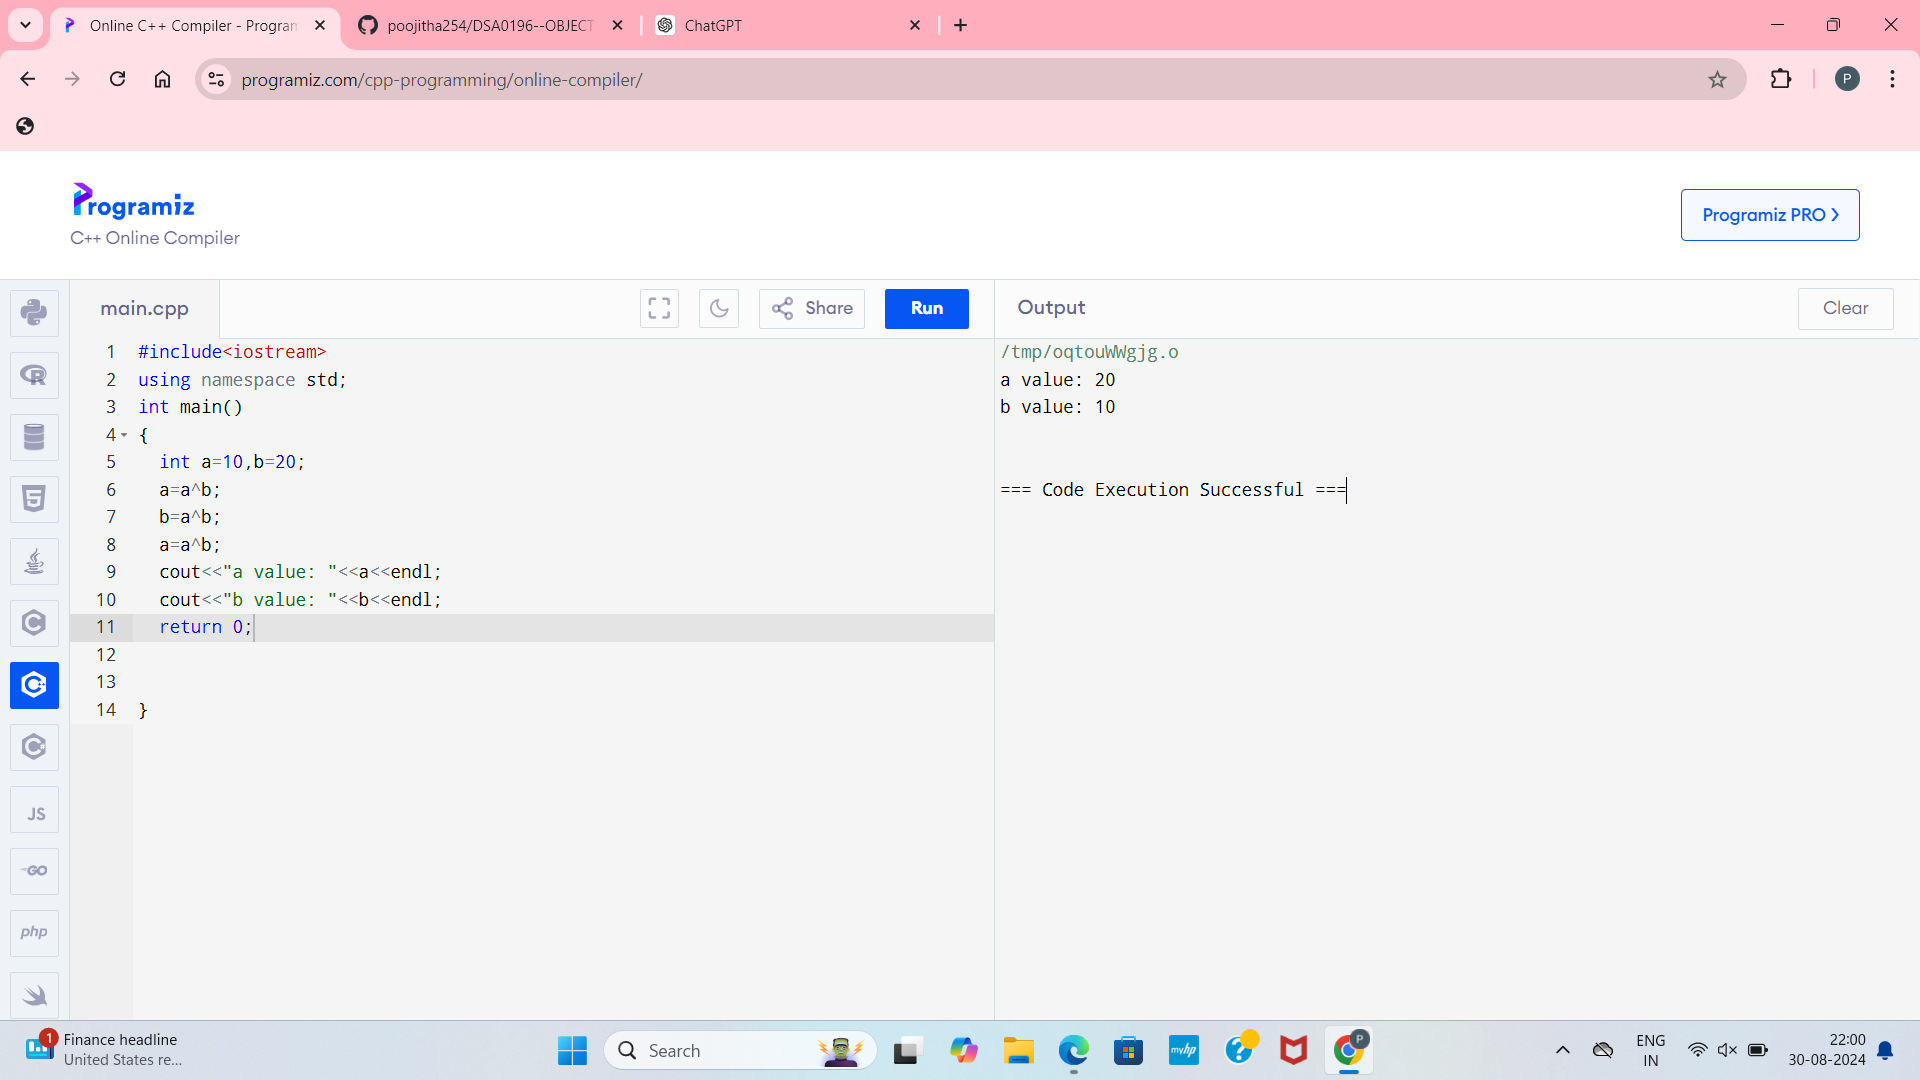 Online C++ Compiler - Program
poojitha254/DSA0196--OBJECT
ChatGPT
programiz.com/cpp-programming/online-compiler/
P
Programiz
C++ Online Compiler
Programiz PRO
main.cpp
Share
Run
Output
Clear
1 #include<iostream>
2 using namespace std;
3 int main()
4 {
5 int a=10,b=20;
6 a=a^b;
7 b=a^b;
8 a=a^b;
9 cout<<"a value: "<<a<<endl;
10 cout<<"b value: "<<b<<endl;
11 return 0;
12
13
14 }
/tmp/oqtouWWgjg.o
a value: 20
b value: 10
=== Code Execution Successful ===
R
5
C
C++
C#
JS
GO
php
1
Finance headline
United States re...
Search
myhp
?
P
ENG
IN
22:00
30-08-2024